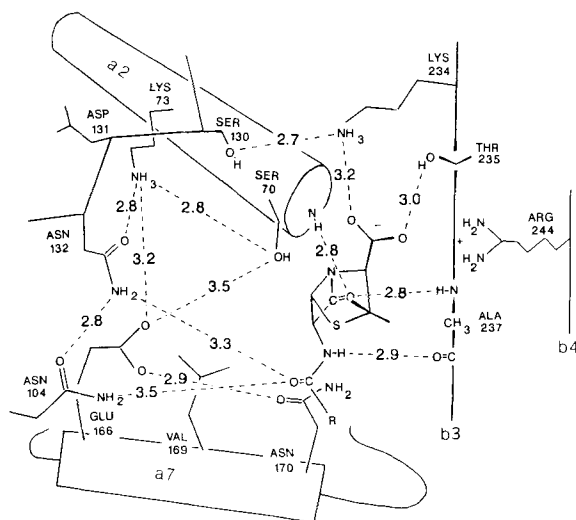 a2
LYS
73
LYS
234
ASP
131
SER
130
2.7
NH3
OH
SER
70
HO
THR
235
3.2
3.0
NH3
2.8
2.8
N
H
O
O
−
ASN
132
O
2.8
3.2
OH
N
+
H2N
H2N
ARG
244
3.5
C=O
2.8
H-N
NH2
O
S
2.8
CH3
ALA
237
b4
O
3.3
N-H
2.9
O=C
O
ASN
104
NH2
3.5
2.9
O=C
NH2
O
R
GLU
166
VAL
169
ASN
170
b3
a7